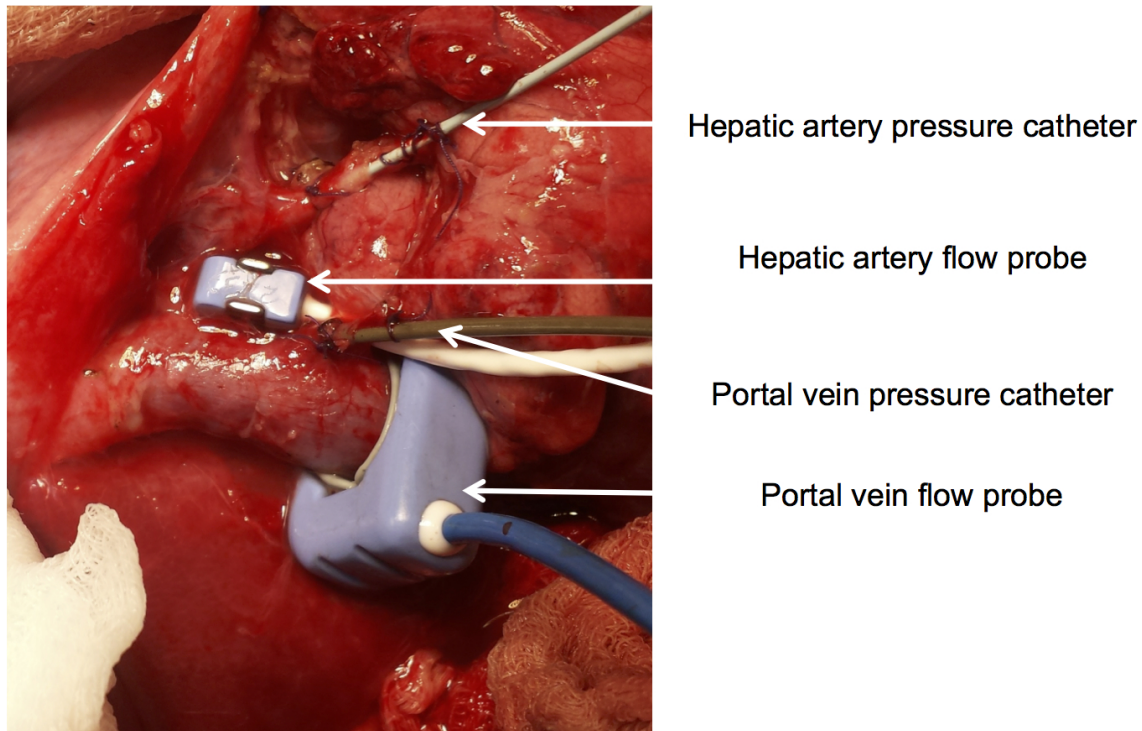 Hepatic artery pressure catheter
Hepatic artery flow probe
Portal vein pressure catheter
Portal vein flow probe